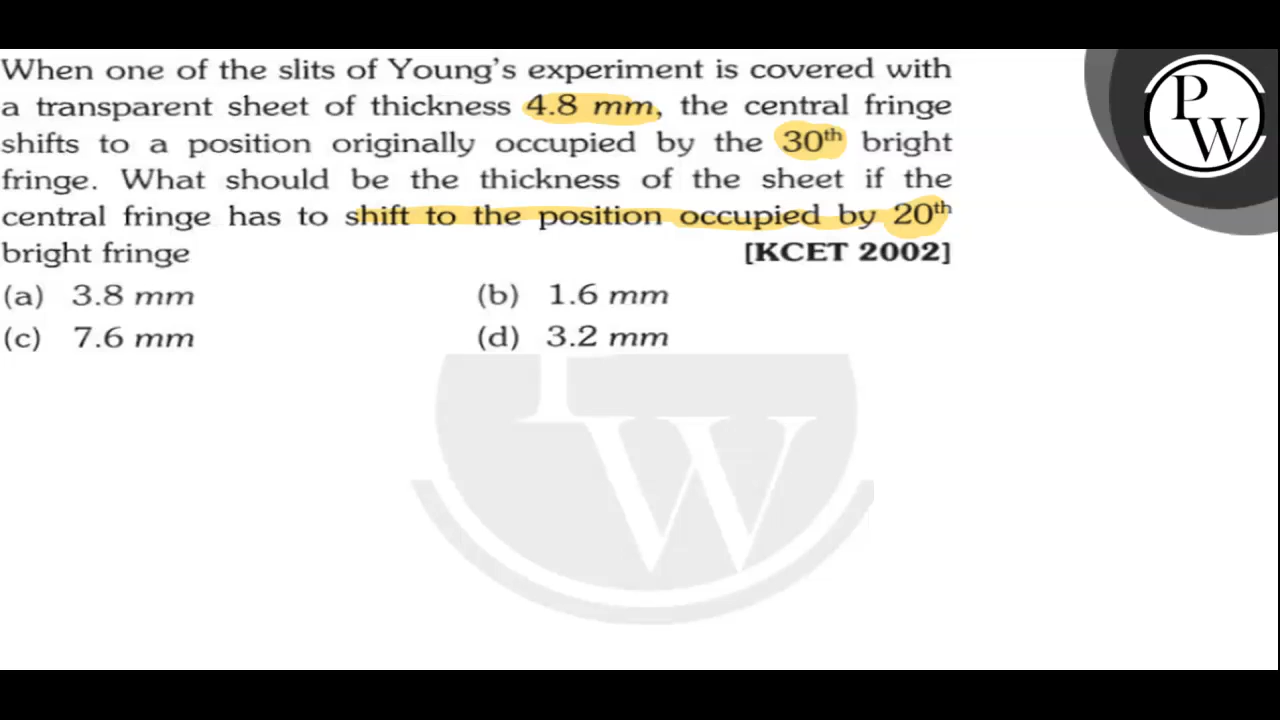 When one of the slits of Young's experiment is covered with
a transparent sheet of thickness 4.8 mm, the central fringe
shifts to a position originally occupied by the 30th bright
fringe. What should be the thickness of the sheet if the
central fringe has to shift to the position occupied by 20th
bright fringe [KCET 2002]
(a) 3.8 mm (b) 1.6 mm
(c) 7.6 mm (d) 3.2 mm
P
W